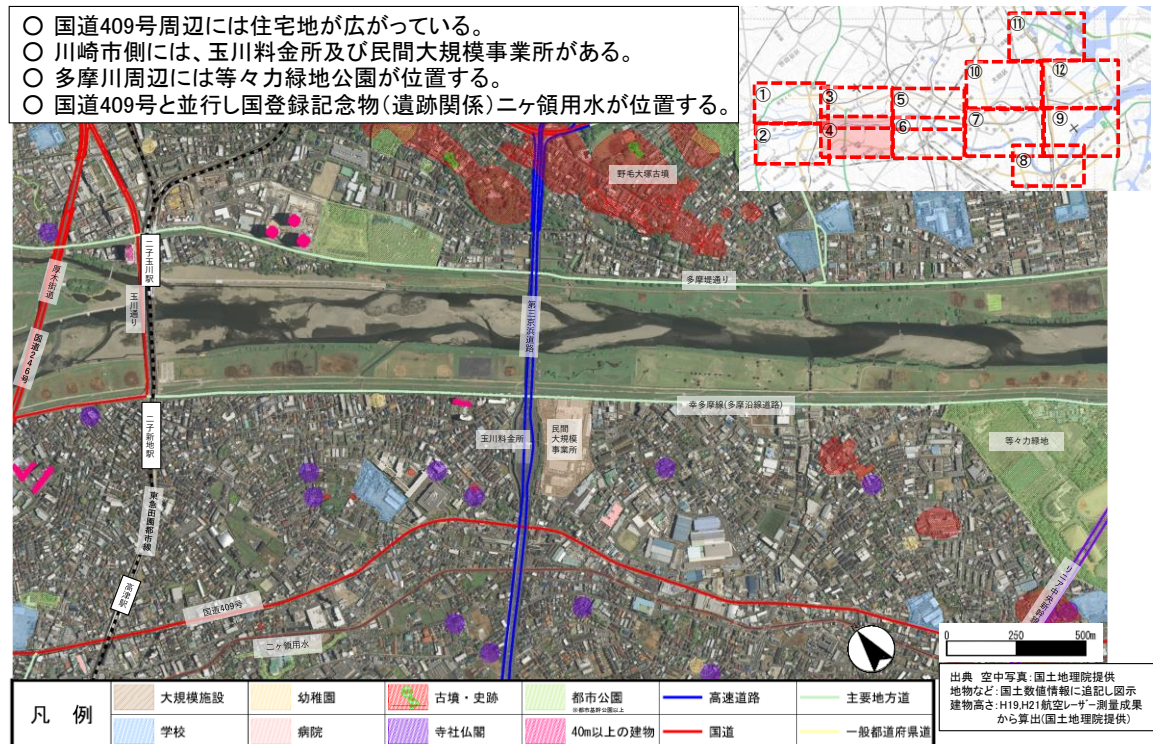 ○ 国道409号周辺には住宅地が広がっている。
○ 川崎市側には、玉川料金所及び民間大規模事業所がある。
○ 多摩川周辺には等々力緑地公園が位置する。
○ 国道409号と並行し国登録記念物(遺跡関係)二ヶ領用水が位置する。
①
②
③
④
⑤
⑥
⑦
⑧
⑨
⑩
⑪
⑫
野毛大塚古墳
二子玉川駅
厚木街道
玉川通り
国道246号
第三京浜道路
多摩堤通り
幸多摩線(多摩沿線道路)
二子新地駅
玉川料金所
民間
大規模
事業所
等々力緑地
東急田園都市線
高津駅
国道409号
二ヶ領用水
リニア中央新幹線
0 250 500m
出典 空中写真:国土地理院提供
地物など:国土数値情報に追記し図示
建物高さ:H19,H21航空レーザー測量成果
から算出(国土地理院提供)
凡 例
大規模施設
幼稚園
古墳・史跡
都市公園
※都市基幹公園以上
高速道路
主要地方道
学校
病院
寺社仏閣
40m以上の建物
国道
一般都道府県道